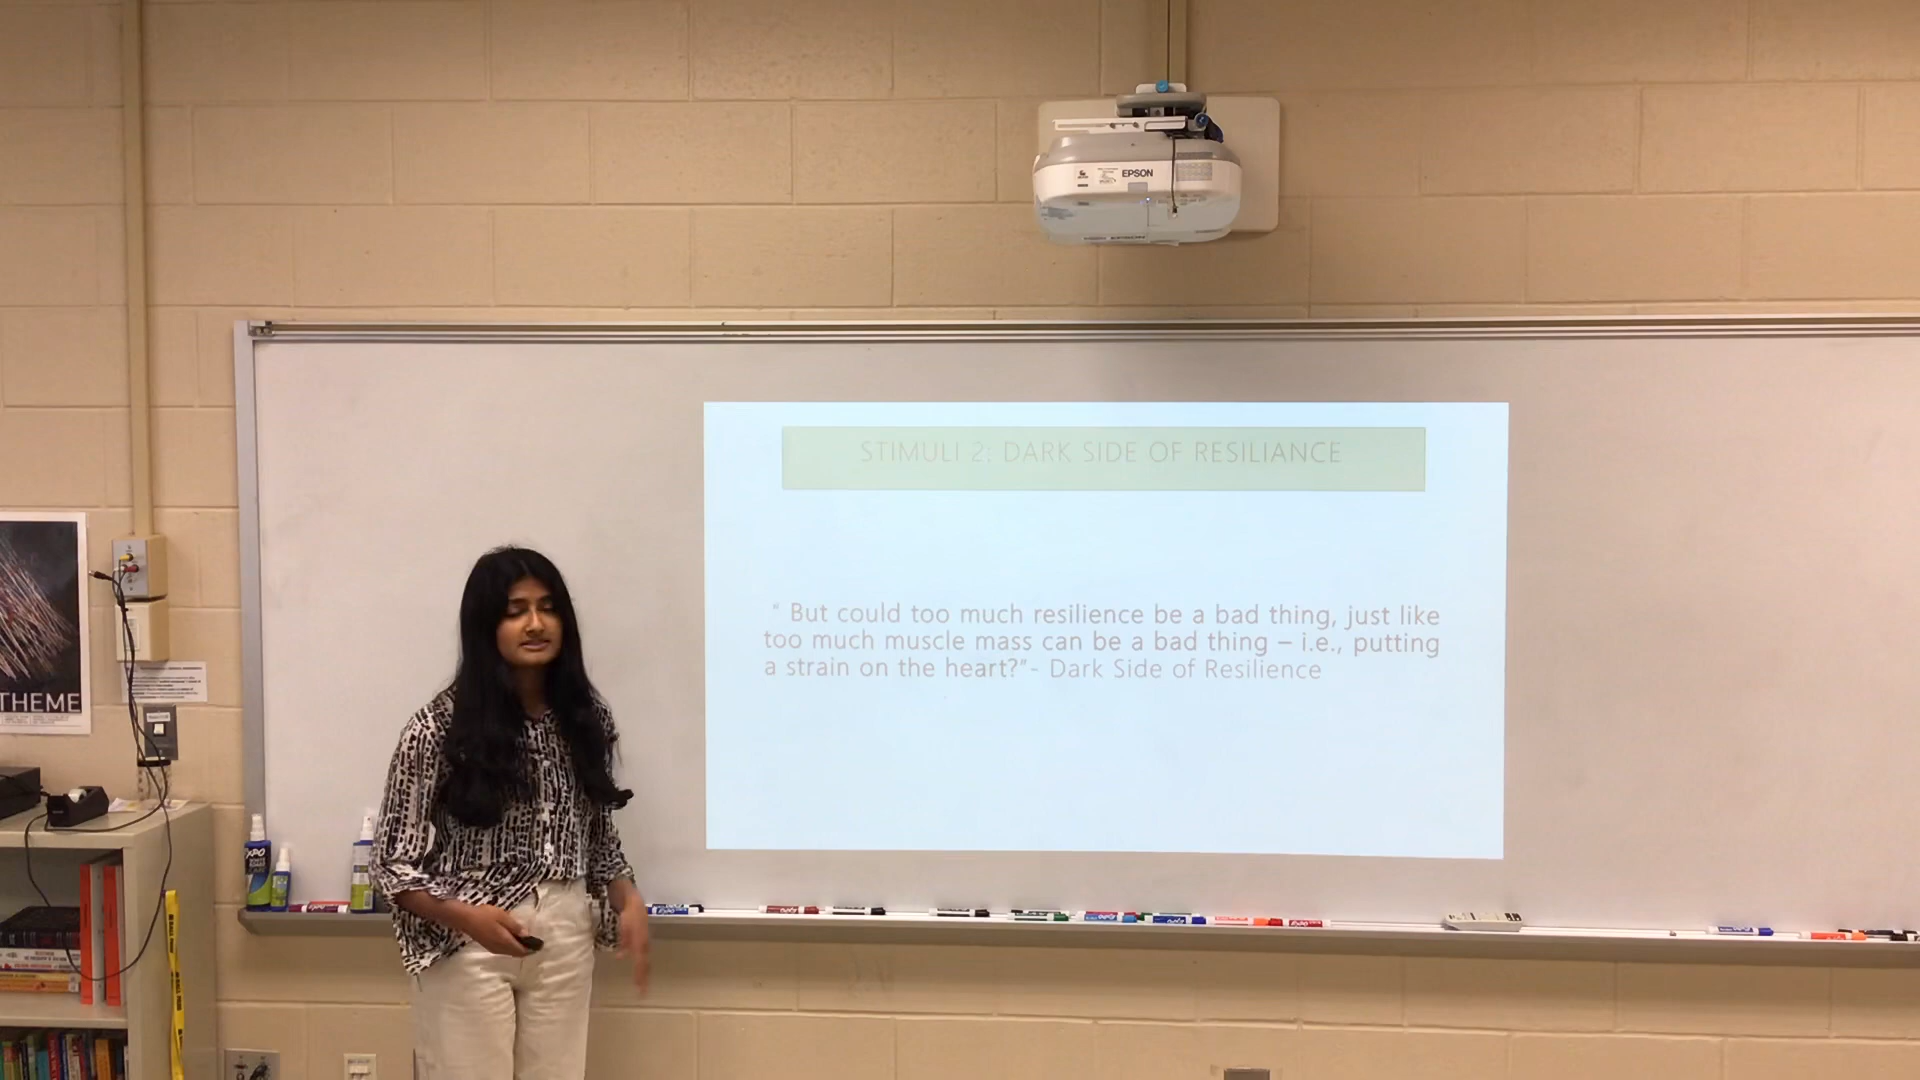 EPSON
STIMULI 2: DARK SIDE OF RESILIANCE
“ But could too much resilience be a bad thing, just like
too much muscle mass can be a bad thing – i.e., putting
a strain on the heart?”- Dark Side of Resilience
THEME
EXPO